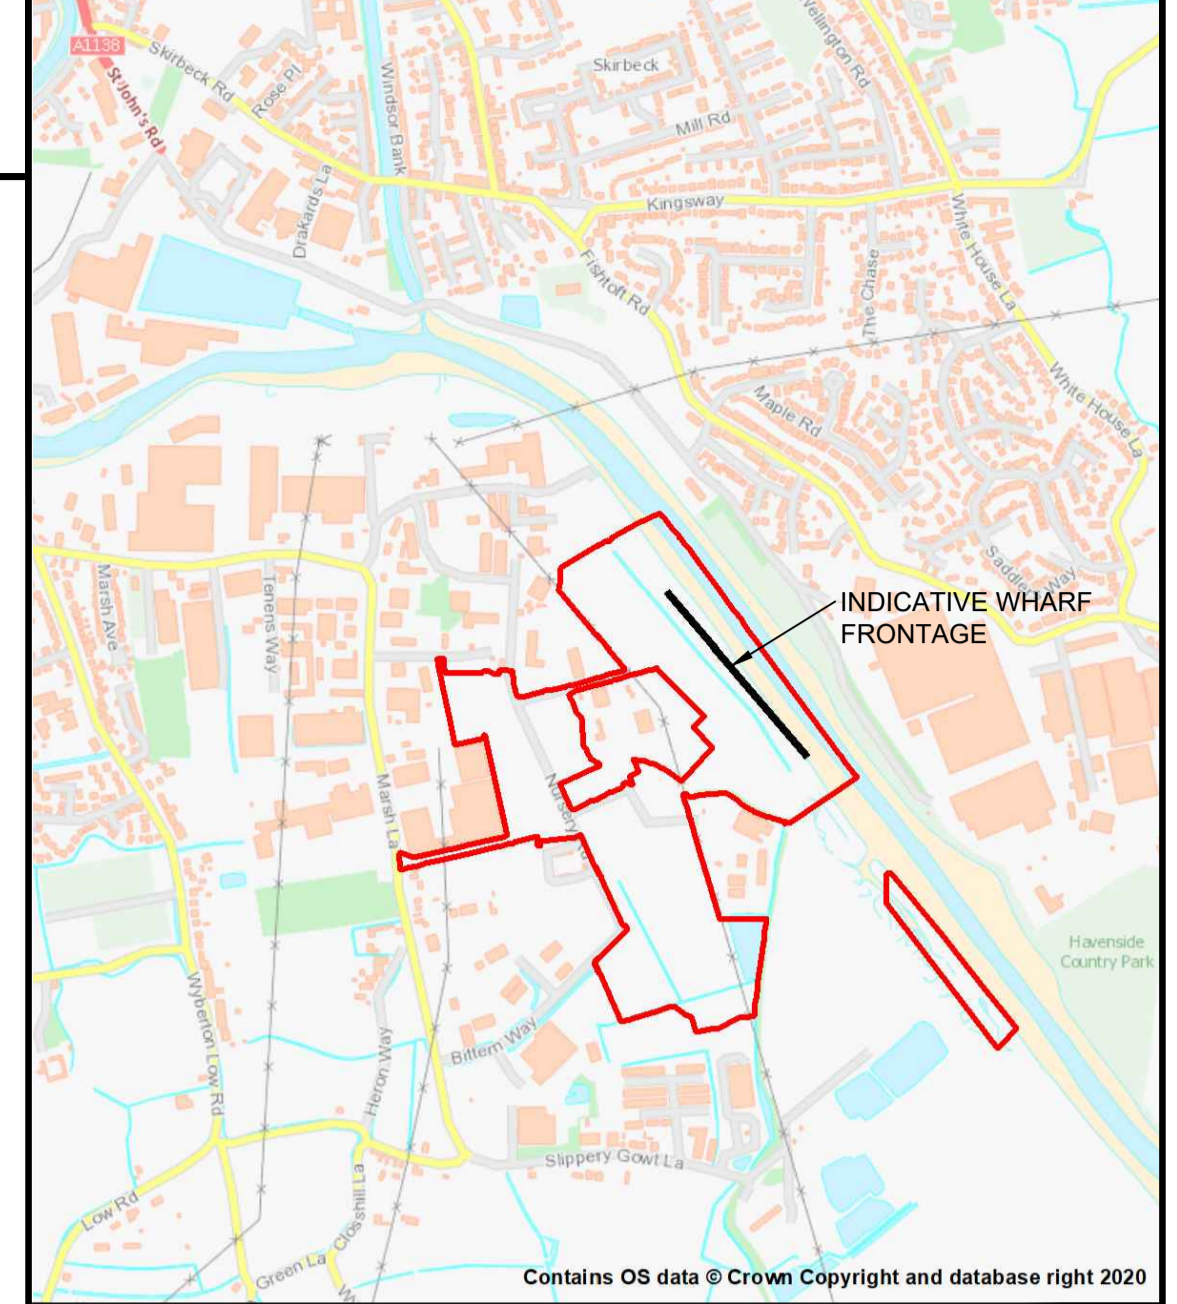 A1138
Skirbeck Rd
St John's Rd
Rose Pl
Windsor Bank
Skirbeck
Wellington Rd
Mill Rd
Drakards La
Kingsway
Fishtoft Rd
The Chase
White House La
White House La
Maple Rd
Saddlers Way
Marsh Ave
Tenens Way
INDICATIVE WHARF
FRONTAGE
Marsh La
Nursery Rd
Havenside
Country Park
Wyberton Low Rd
Heron Way
Bittern Way
Slippery Gowt La
Low Rd
Closshill La
Green La
Contains OS data © Crown Copyright and database right 2020